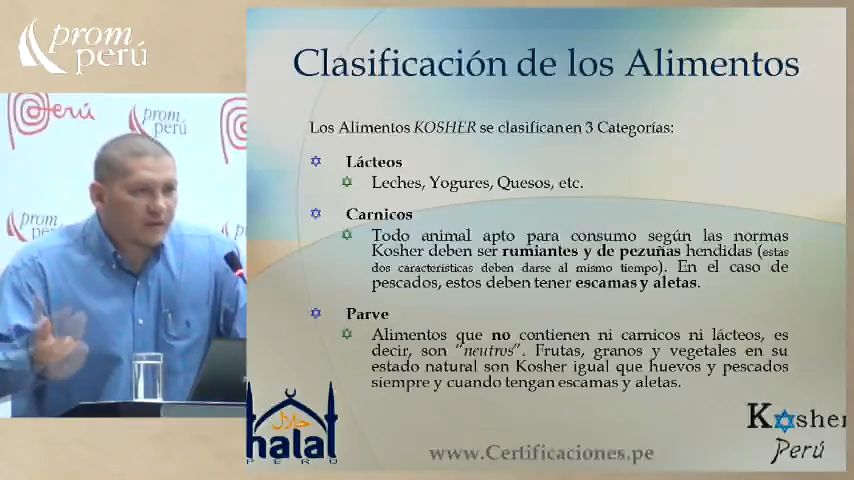 prom
perú
Perú
prom
perú
prom
pe
Clasificación de los Alimentos
Los Alimentos KOSHER se clasifican en 3 Categorías:
Lácteos
Leches, Yogures, Quesos, etc.
Carnicos
Todo animal apto para consumo según las normas
Kosher deben ser rumiantes y de pezuñas hendidas (estas
dos características deben darse al mismo tiempo). En el caso de
pescados, estos deben tener escamas y aletas.
Parve
Alimentos que no contienen ni carnicos ni lácteos, es
decir, son "neutros". Frutas, granos y vegetales en su
estado natural son Kosher igual que huevos y pescados
siempre y cuando tengan escamas y aletas.
حلال
halal
PERU
www.Certificaciones.pe
Kosher
Perú